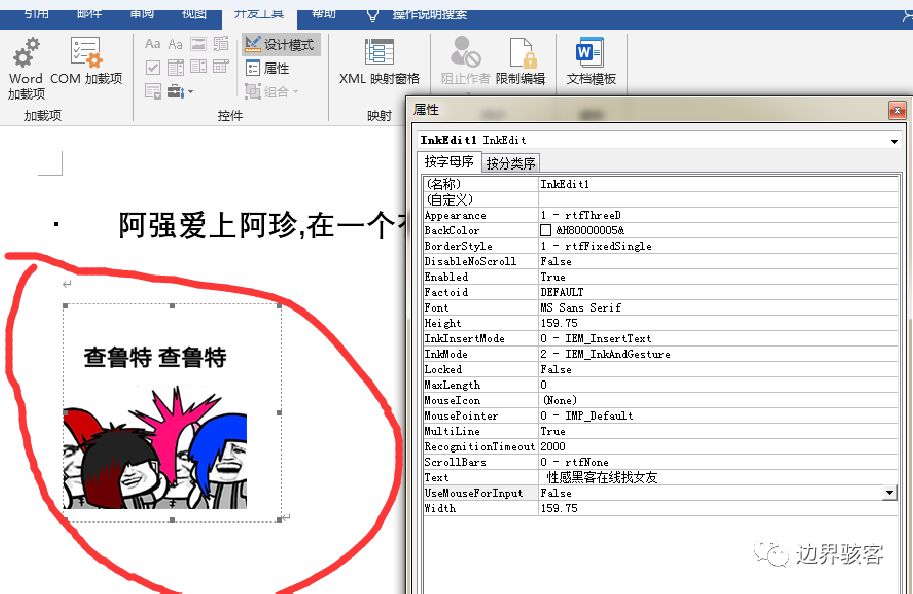 引用 邮件 审阅 视图 开发工具 帮助 操作说明搜索
Word 加载项
COM 加载项
加载项
Aa Aa
设计模式
属性
组合
控件
XML 映射窗格
映射
阻止作者 限制编辑
文档模板
属性
InkEdit1 InkEdit
按字母序 按分类序
(名称) InkEdit1
(自定义)
Appearance 1 - rtfThreeD
BackColor &H80000005&
BorderStyle 1 - rtfFixedSingle
DisableNoScroll False
Enabled True
Factoid DEFAULT
Font MS Sans Serif
Height 159.75
InkInsertMode 0 - IEM_InsertText
InkMode 2 - IEM_InkAndGesture
Locked False
MaxLength 0
MouseIcon (None)
MousePointer 0 - IMP_Default
MultiLine True
RecognitionTimeout 2000
ScrollBars 0 - rtfNone
Text 性感黑客在线找女友
UseMouseForInput False
Width 159.75
阿强爱上阿珍,在一个
查鲁特 查鲁特
边界骇客